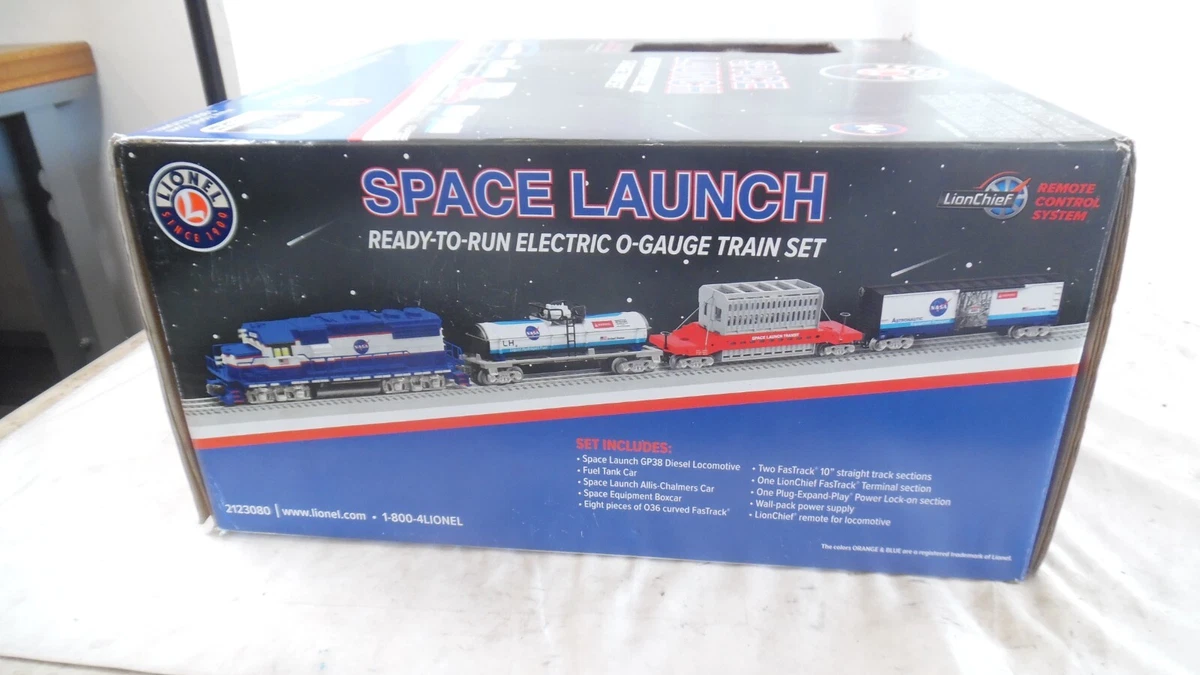 LIONEL
L
SINCE 1900
SPACE LAUNCH
READY-TO-RUN ELECTRIC O-GAUGE TRAIN SET
LionChief
REMOTE
CONTROL
SYSTEM
NASA
NASA
SPACE LAUNCH TRANSIT
NASA
SET INCLUDES:
• Space Launch GP38 Diesel Locomotive
• Fuel Tank Car
• Space Launch Allis-Chalmers Car
• Space Equipment Boxcar
• Eight pieces of O36 curved FasTrack®
• Two FasTrack® 10" straight track sections
• One LionChief FasTrack® Terminal section
• One Plug-Expand-Play® Power Lock-on section
• Wall-pack power supply
• LionChief® remote for locomotive
2123080 | www.lionel.com • 1-800-4LIONEL
The colors ORANGE & BLUE are a registered trademark of Lionel.